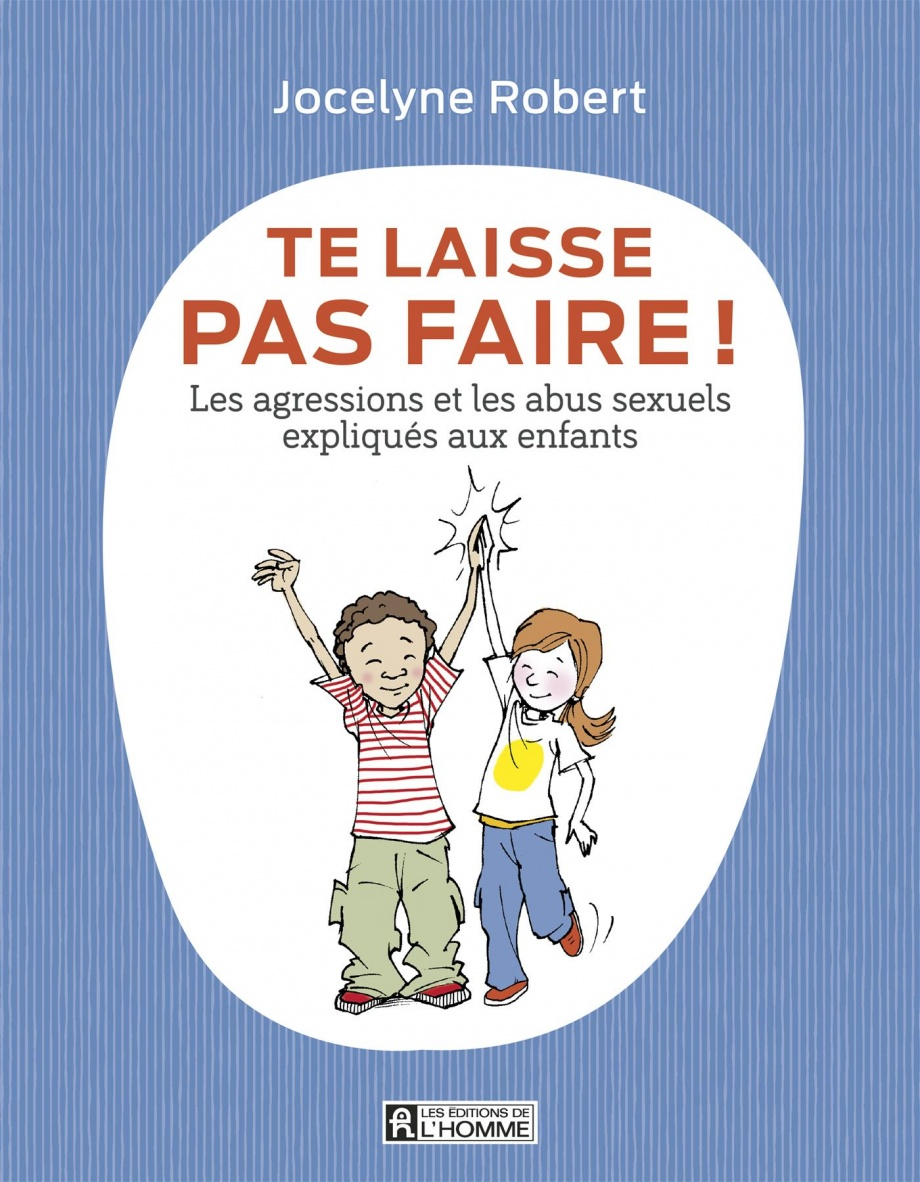 Jocelyne Robert
TE LAISSE
PAS FAIRE !
Les agressions et les abus sexuels
expliqués aux enfants
LES ÉDITIONS DE
L'HOMME